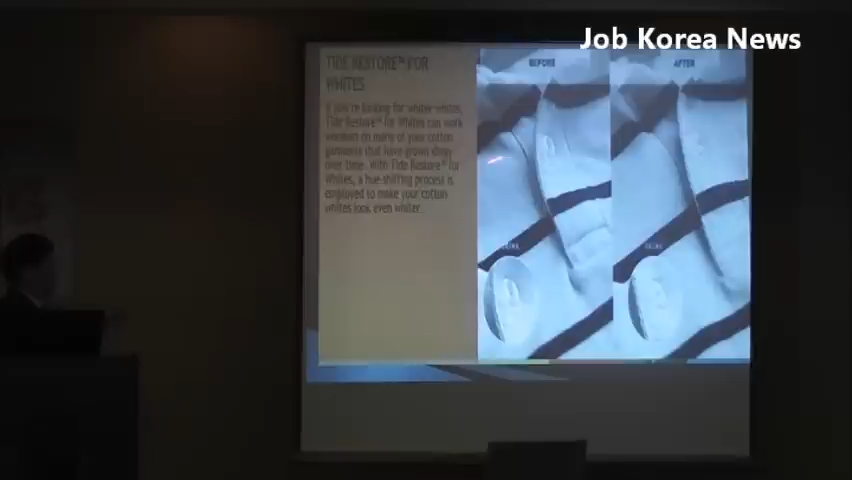 Job Korea News
TIDE RESTORE™ FOR
WHITES
If you're looking for whiter whites,
Tide Restore™ for Whites can work
wonders on many of your cotton
garments that have grown dingy
over time. With Tide Restore™ for
Whites, a hue-shifting process is
employed to make your cotton
whites look even whiter.
BEFORE
AFTER